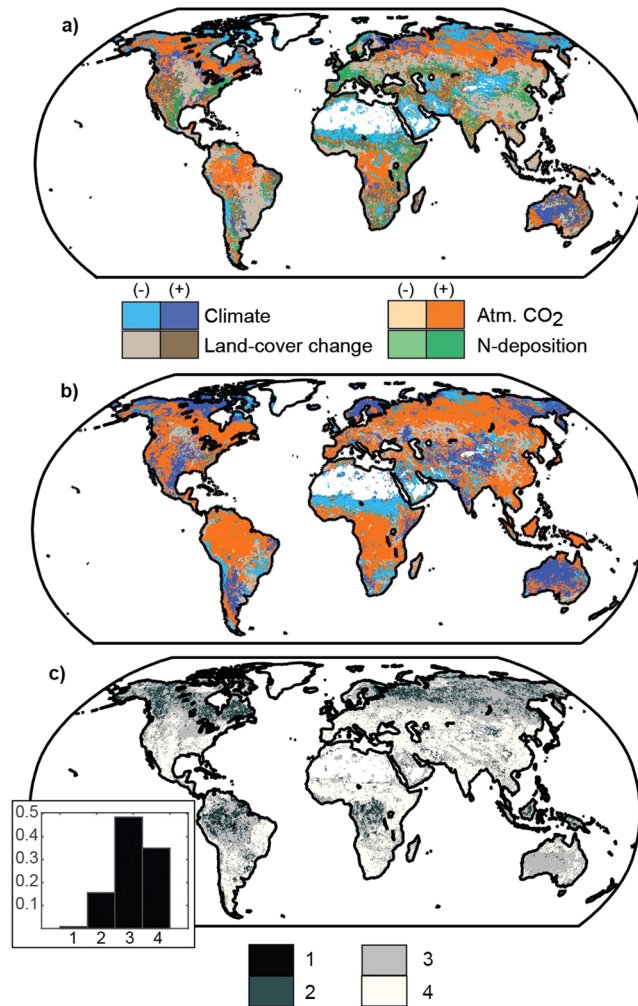 a)
(-) (+) (-) (+)
Climate Atm. CO2
Land-cover change N-deposition
b)
c)
0.5
0.4
0.3
0.2
0.1
1 2 3 4
1 3
2 4